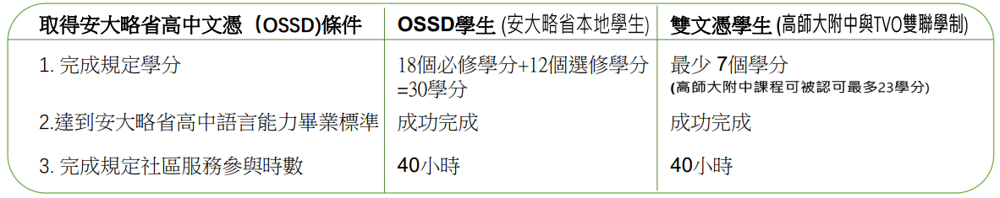 取得安大略省高中文憑（OSSD)條件 OSSD學生 (安大略省本地學生) 雙文憑學生 (高師大附中與TVO雙聯學制)
1. 完成規定學分 18個必修學分+12個選修學分 最少 7個學分
=30學分 (高師大附中課程可被認可最多23學分)
2.達到安大略省高中語言能力畢業標準 成功完成 成功完成
3. 完成規定社區服務參與時數 40小時 40小時